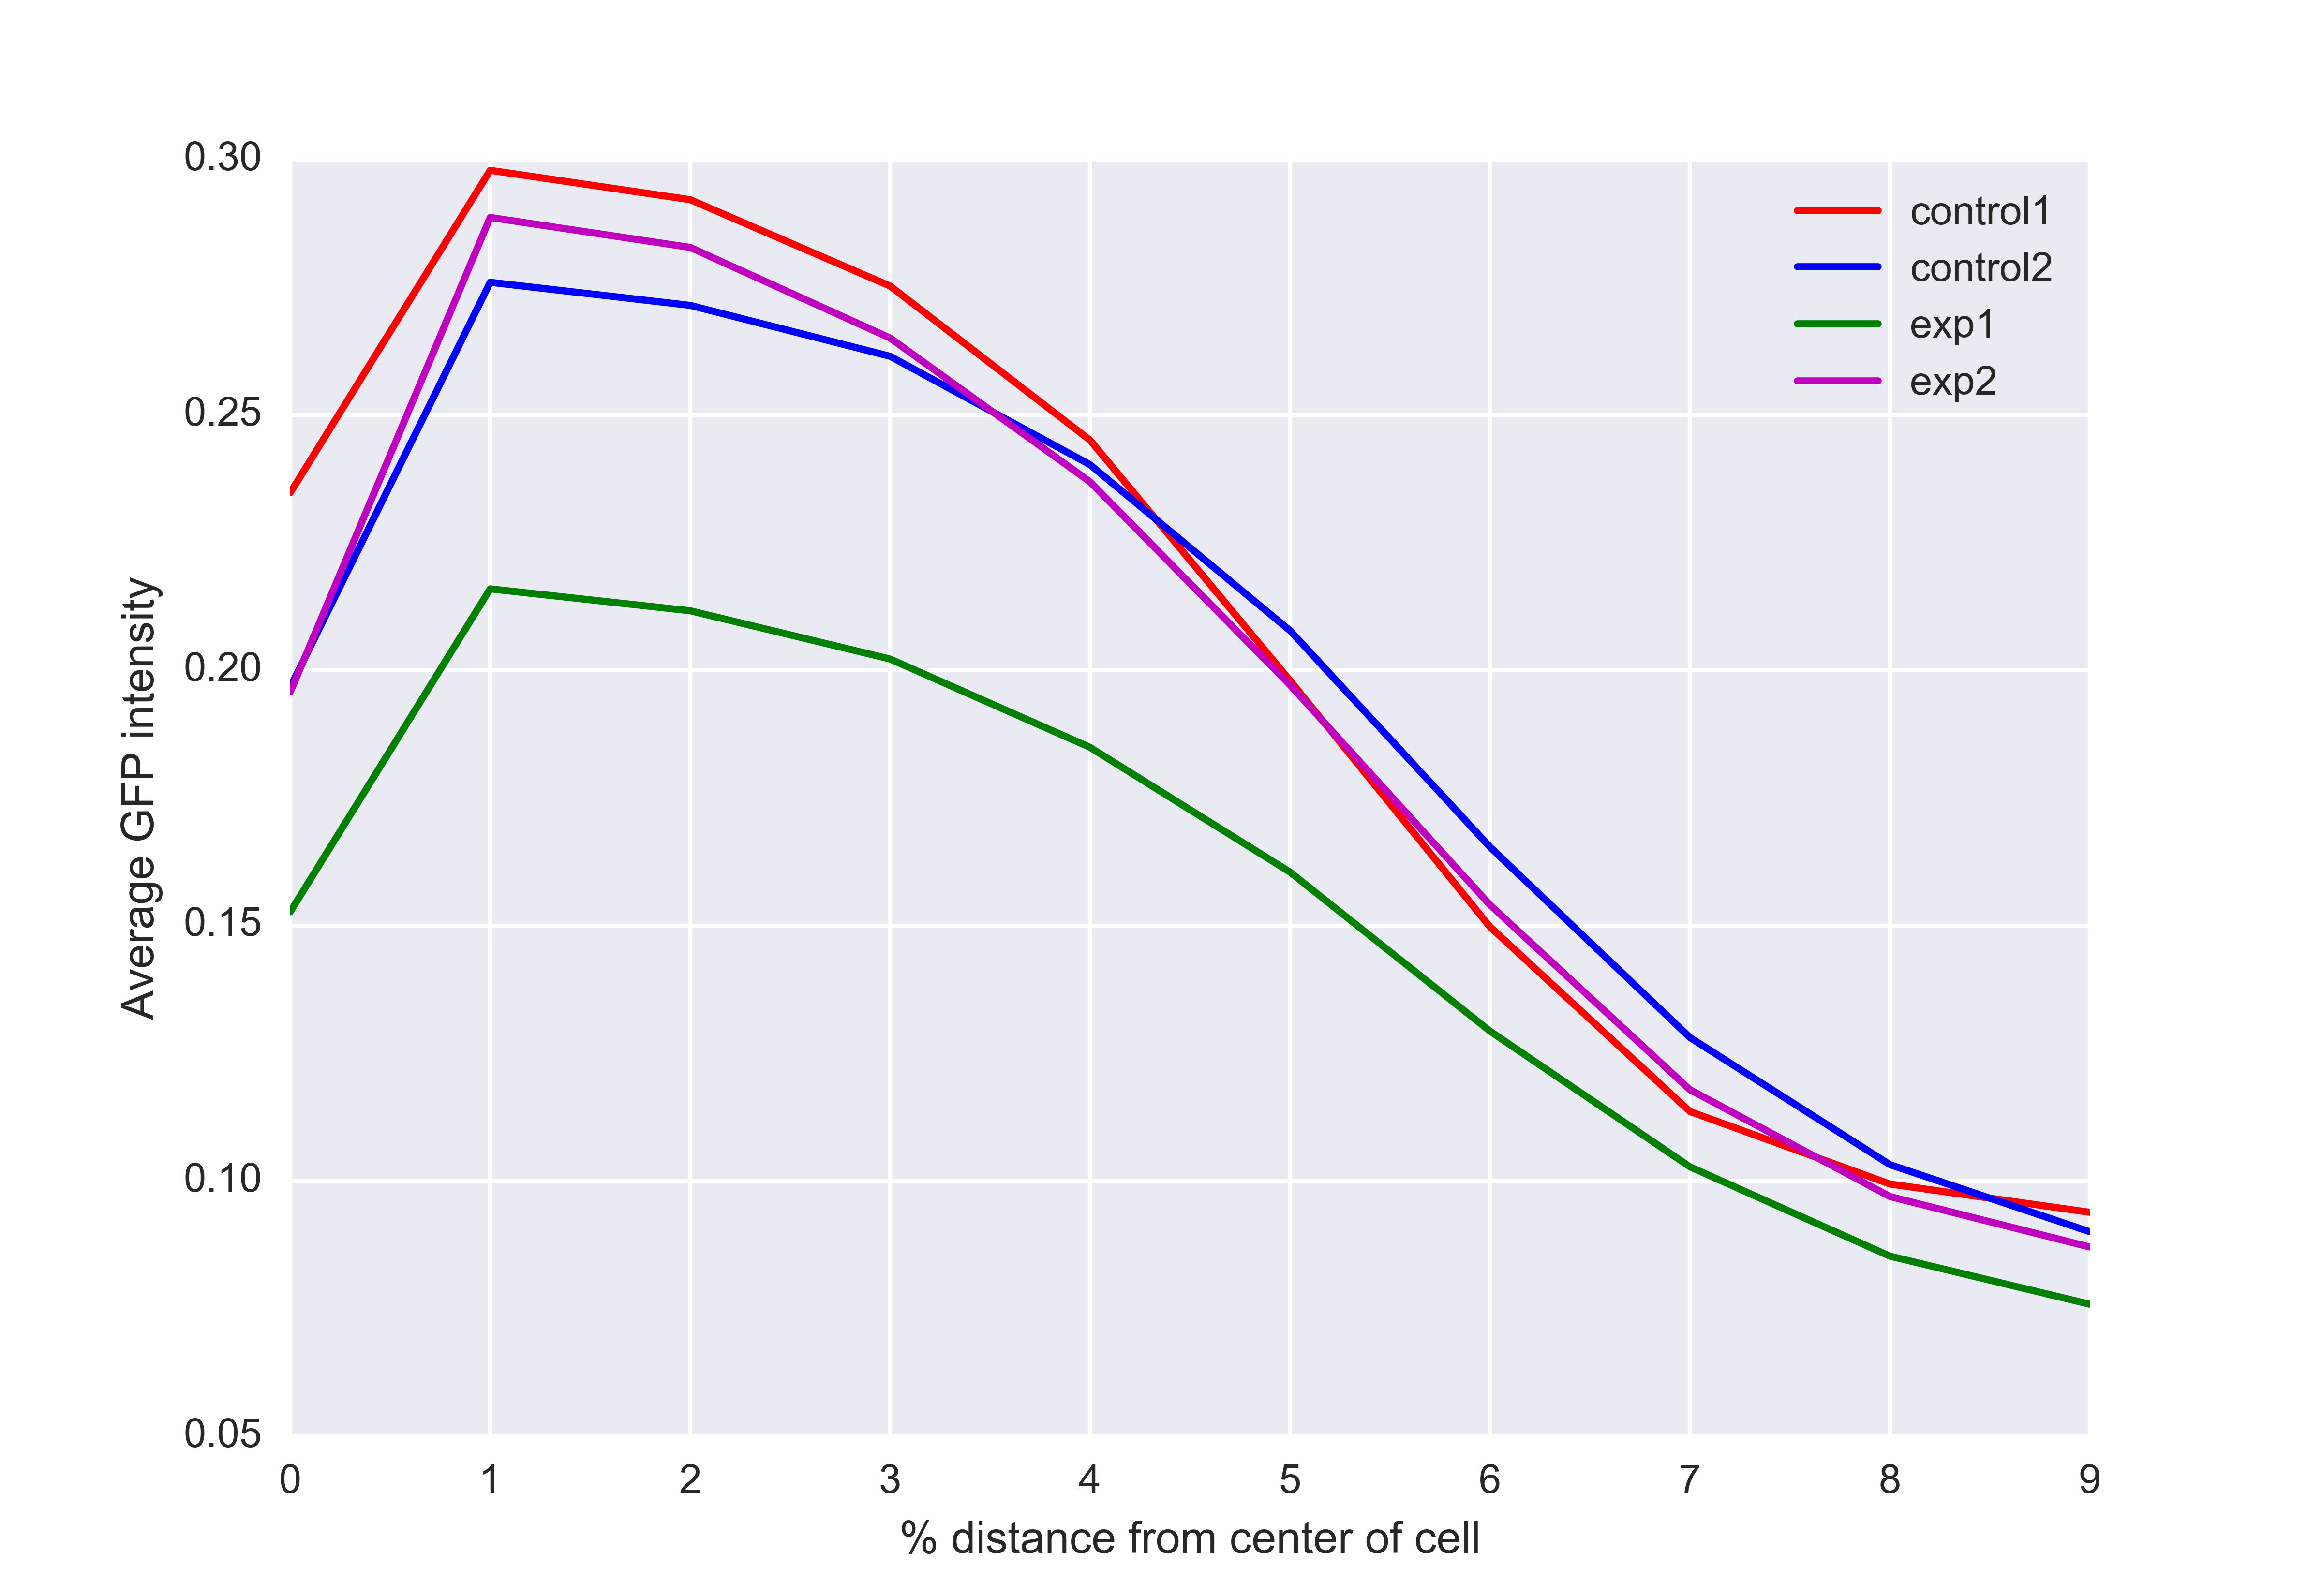 0.30
0.25
0.20
0.15
0.10
0.05
Average GFP intensity
control1
control2
exp1
exp2
0 1 2 3 4 5 6 7 8 9
% distance from center of cell